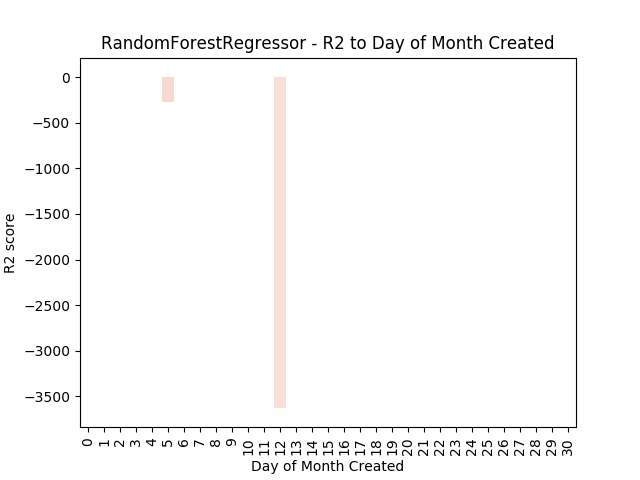 RandomForestRegressor - R2 to Day of Month Created
0
−500
−1000
−1500
−2000
−2500
−3000
−3500
R2 score
0 1 2 3 4 5 6 7 8 9 10 11 12 13 14 15 16 17 18 19 20 21 22 23 24 25 26 27 28 29 30
Day of Month Created